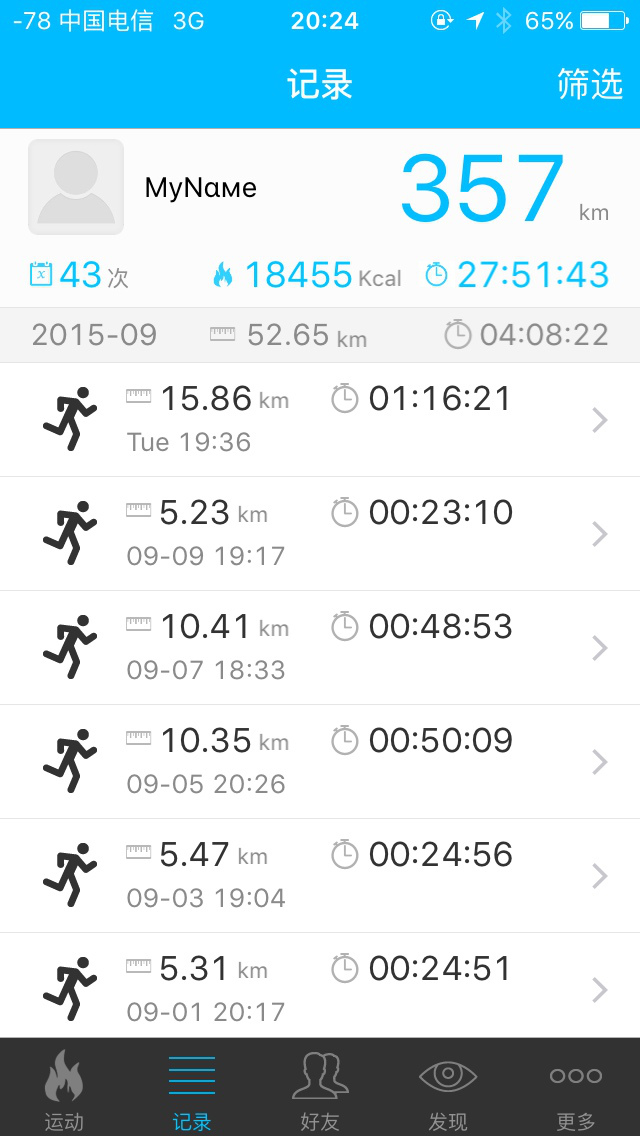 -78 中国电信 3G 20:24 65%
记录 筛选
MyNαмe 357 km
43 次 18455 Kcal 27:51:43
2015-09 52.65 km 04:08:22
15.86 km 01:16:21
Tue 19:36
5.23 km 00:23:10
09-09 19:17
10.41 km 00:48:53
09-07 18:33
10.35 km 00:50:09
09-05 20:26
5.47 km 00:24:56
09-03 19:04
5.31 km 00:24:51
09-01 20:17
运动 记录 好友 发现 更多